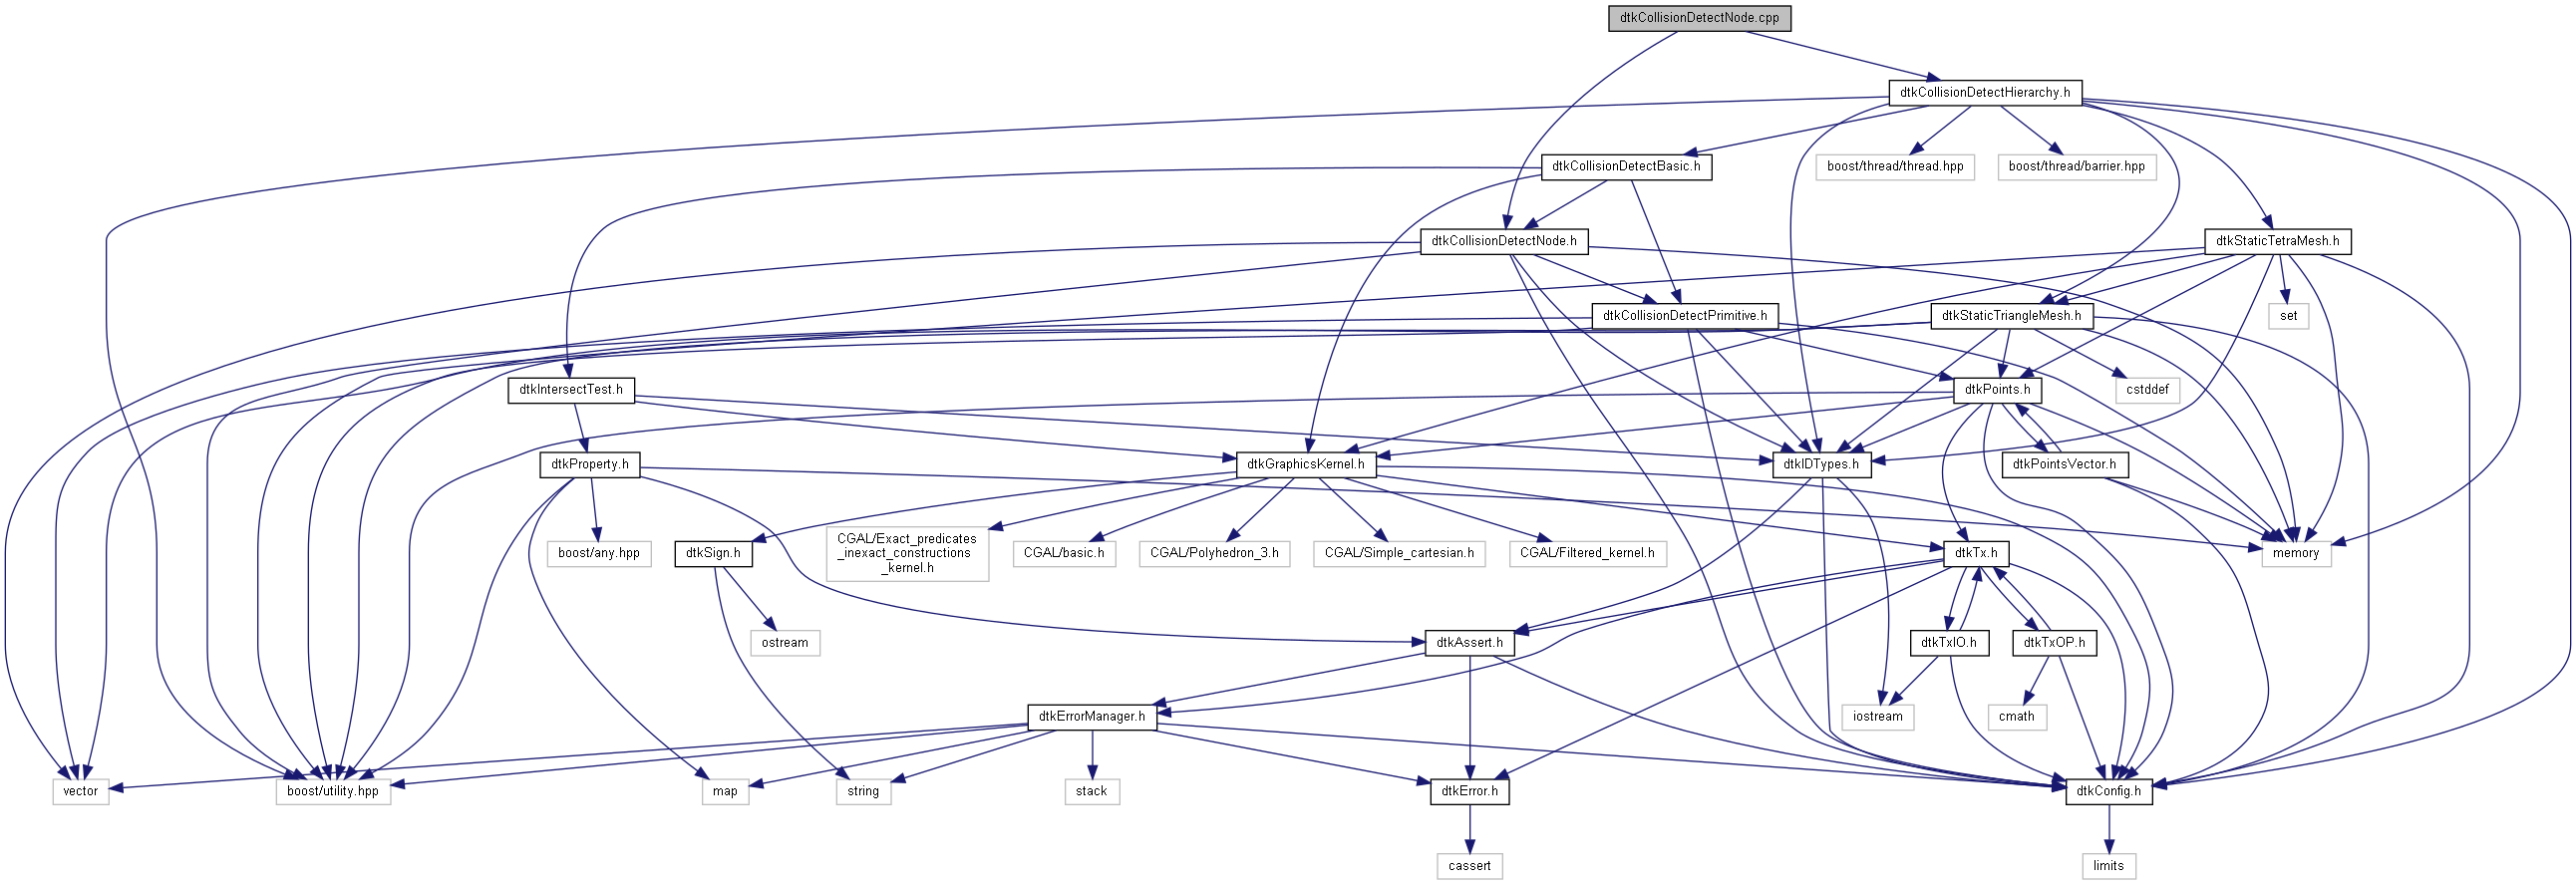 dtkCollisionDetectNode.cpp
dtkCollisionDetectHierarchy.h
dtkCollisionDetectBasic.h
boost/thread/thread.hpp
boost/thread/barrier.hpp
dtkCollisionDetectNode.h
dtkStaticTetraMesh.h
dtkCollisionDetectPrimitive.h
dtkStaticTriangleMesh.h
set
dtkIntersectTest.h
dtkPoints.h
cstddef
dtkProperty.h
dtkGraphicsKernel.h
dtkIDTypes.h
dtkPointsVector.h
boost/any.hpp
dtkSign.h
CGAL/Exact_predicates
_inexact_constructions
_kernel.h
CGAL/basic.h
CGAL/Polyhedron_3.h
CGAL/Simple_cartesian.h
CGAL/Filtered_kernel.h
dtkTx.h
memory
ostream
dtkAssert.h
dtkTxIO.h
dtkTxOP.h
dtkErrorManager.h
iostream
cmath
vector
boost/utility.hpp
map
string
stack
dtkError.h
dtkConfig.h
cassert
limits